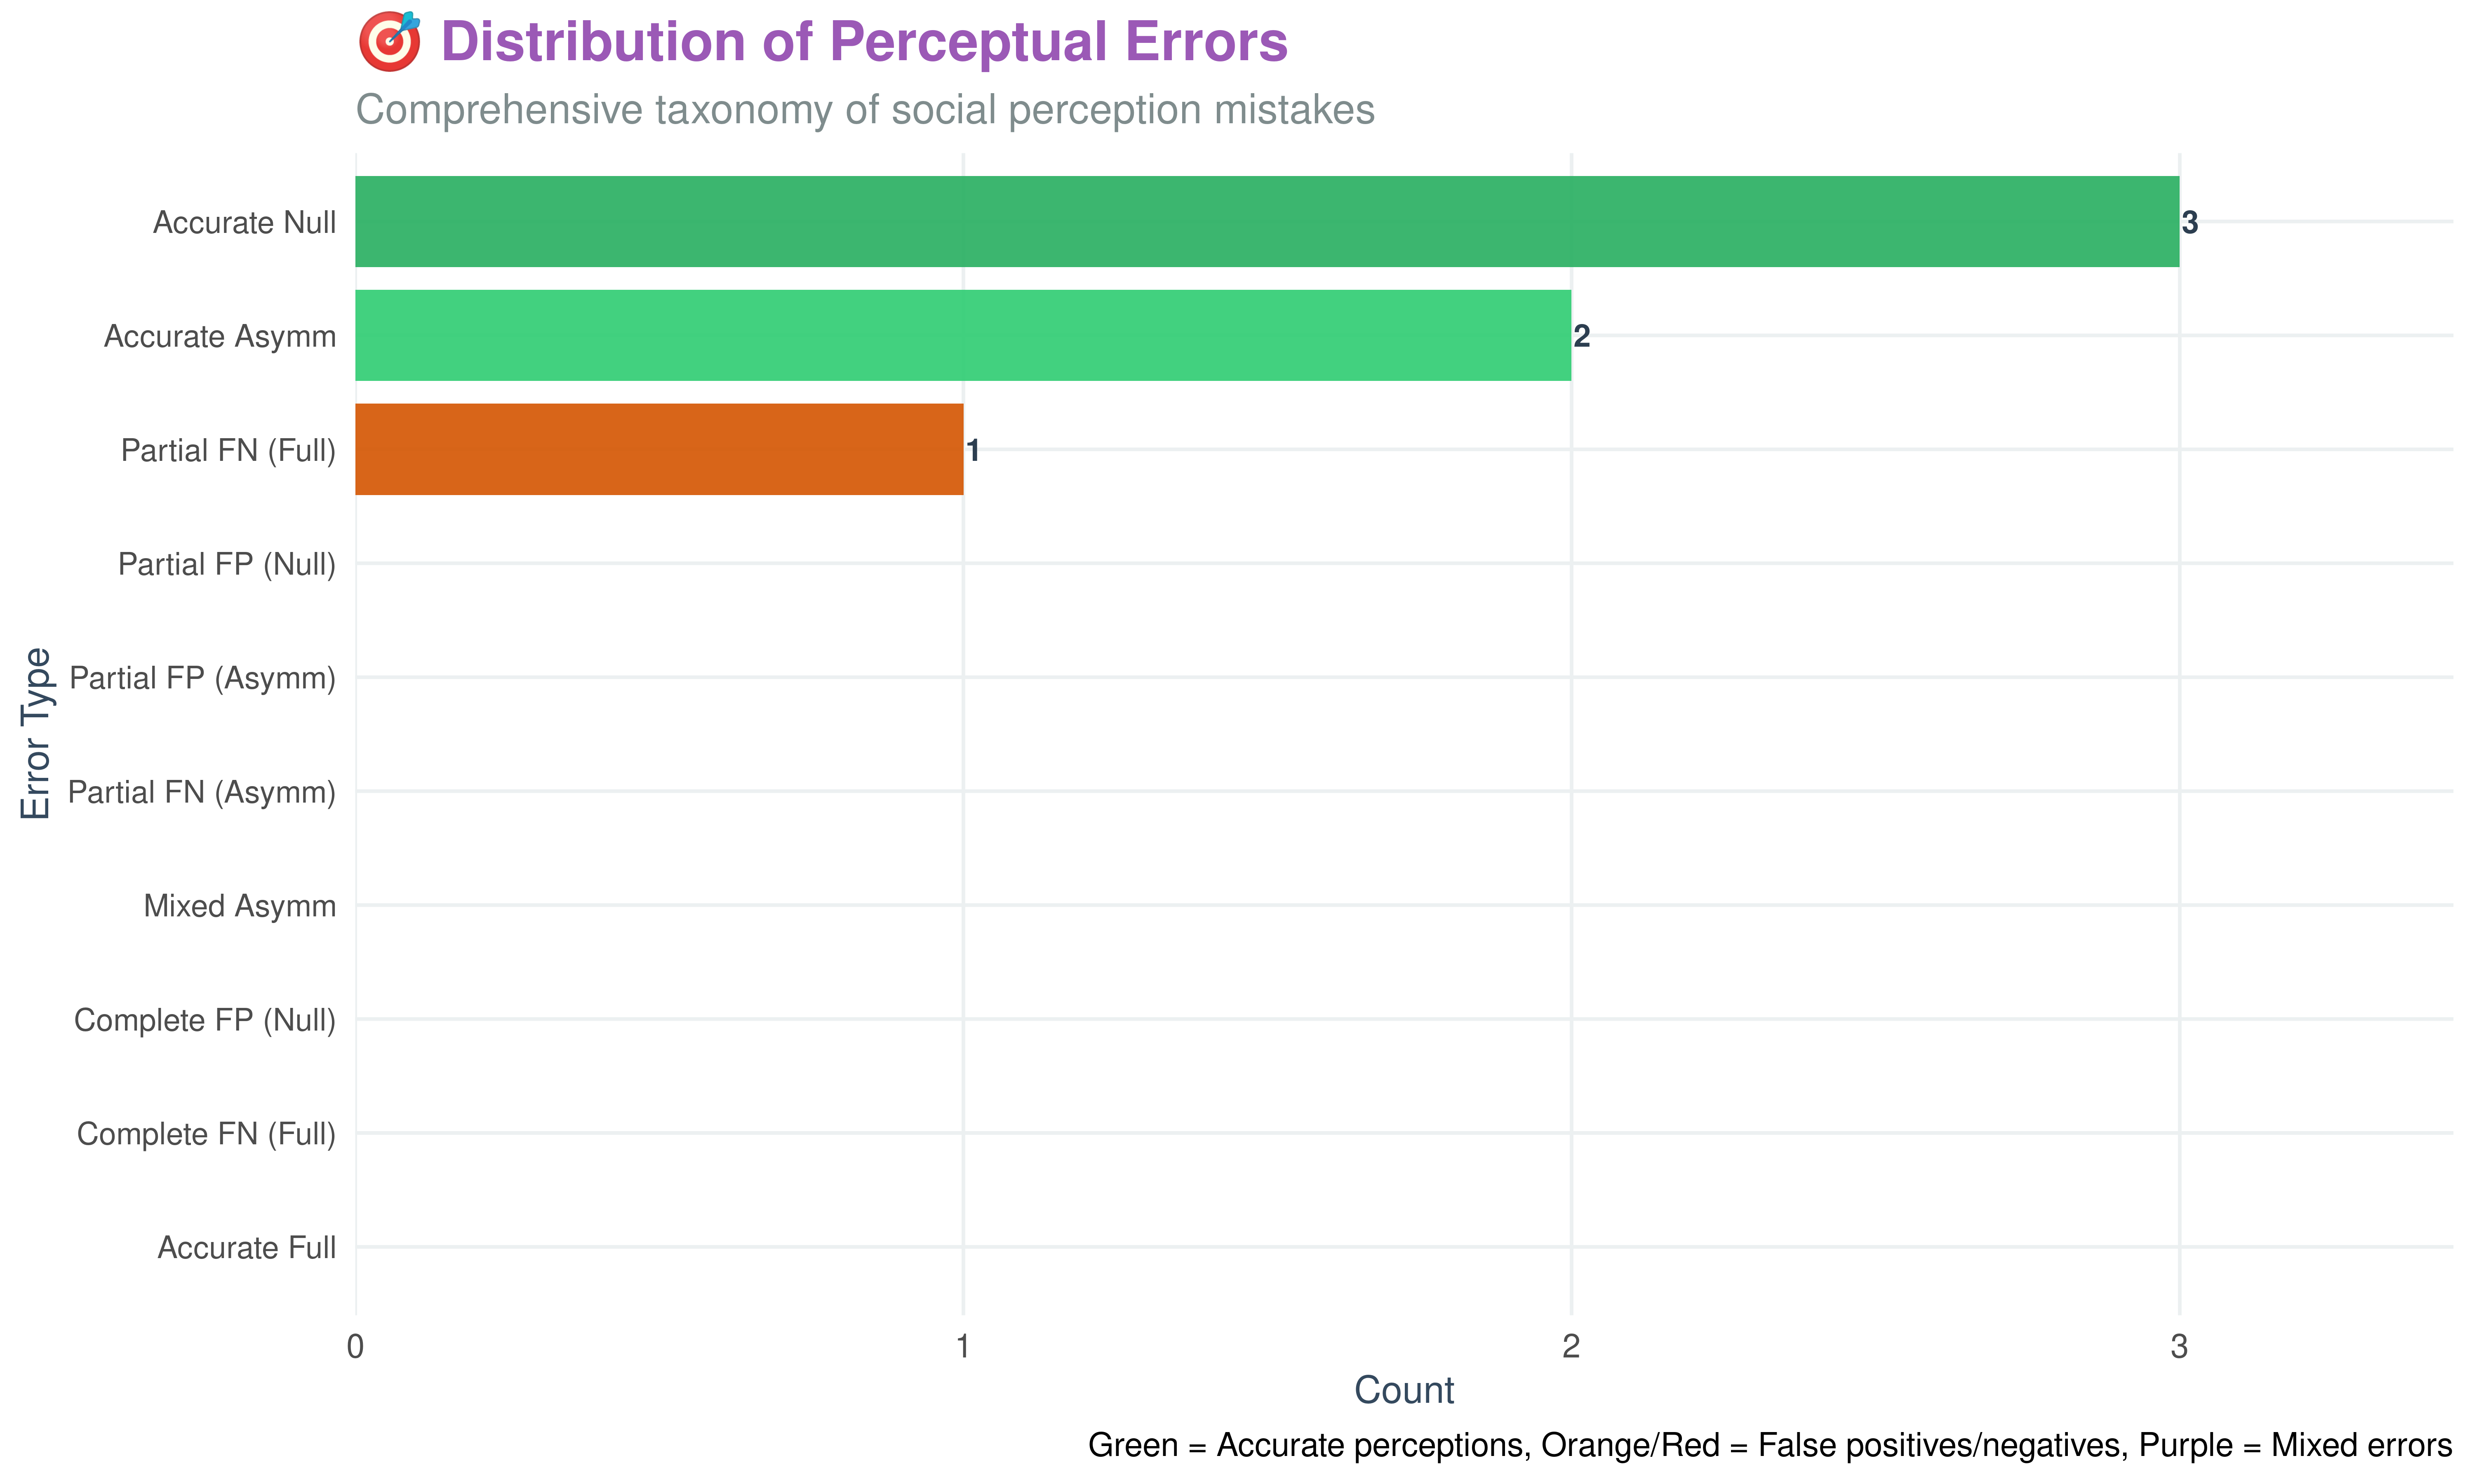 🎯 Distribution of Perceptual Errors
Comprehensive taxonomy of social perception mistakes
Error Type
Accurate Null
3
Accurate Asymm
2
Partial FN (Full)
1
Partial FP (Null)
Partial FP (Asymm)
Partial FN (Asymm)
Mixed Asymm
Complete FP (Null)
Complete FN (Full)
Accurate Full
0 1 2 3
Count
Green = Accurate perceptions, Orange/Red = False positives/negatives, Purple = Mixed errors